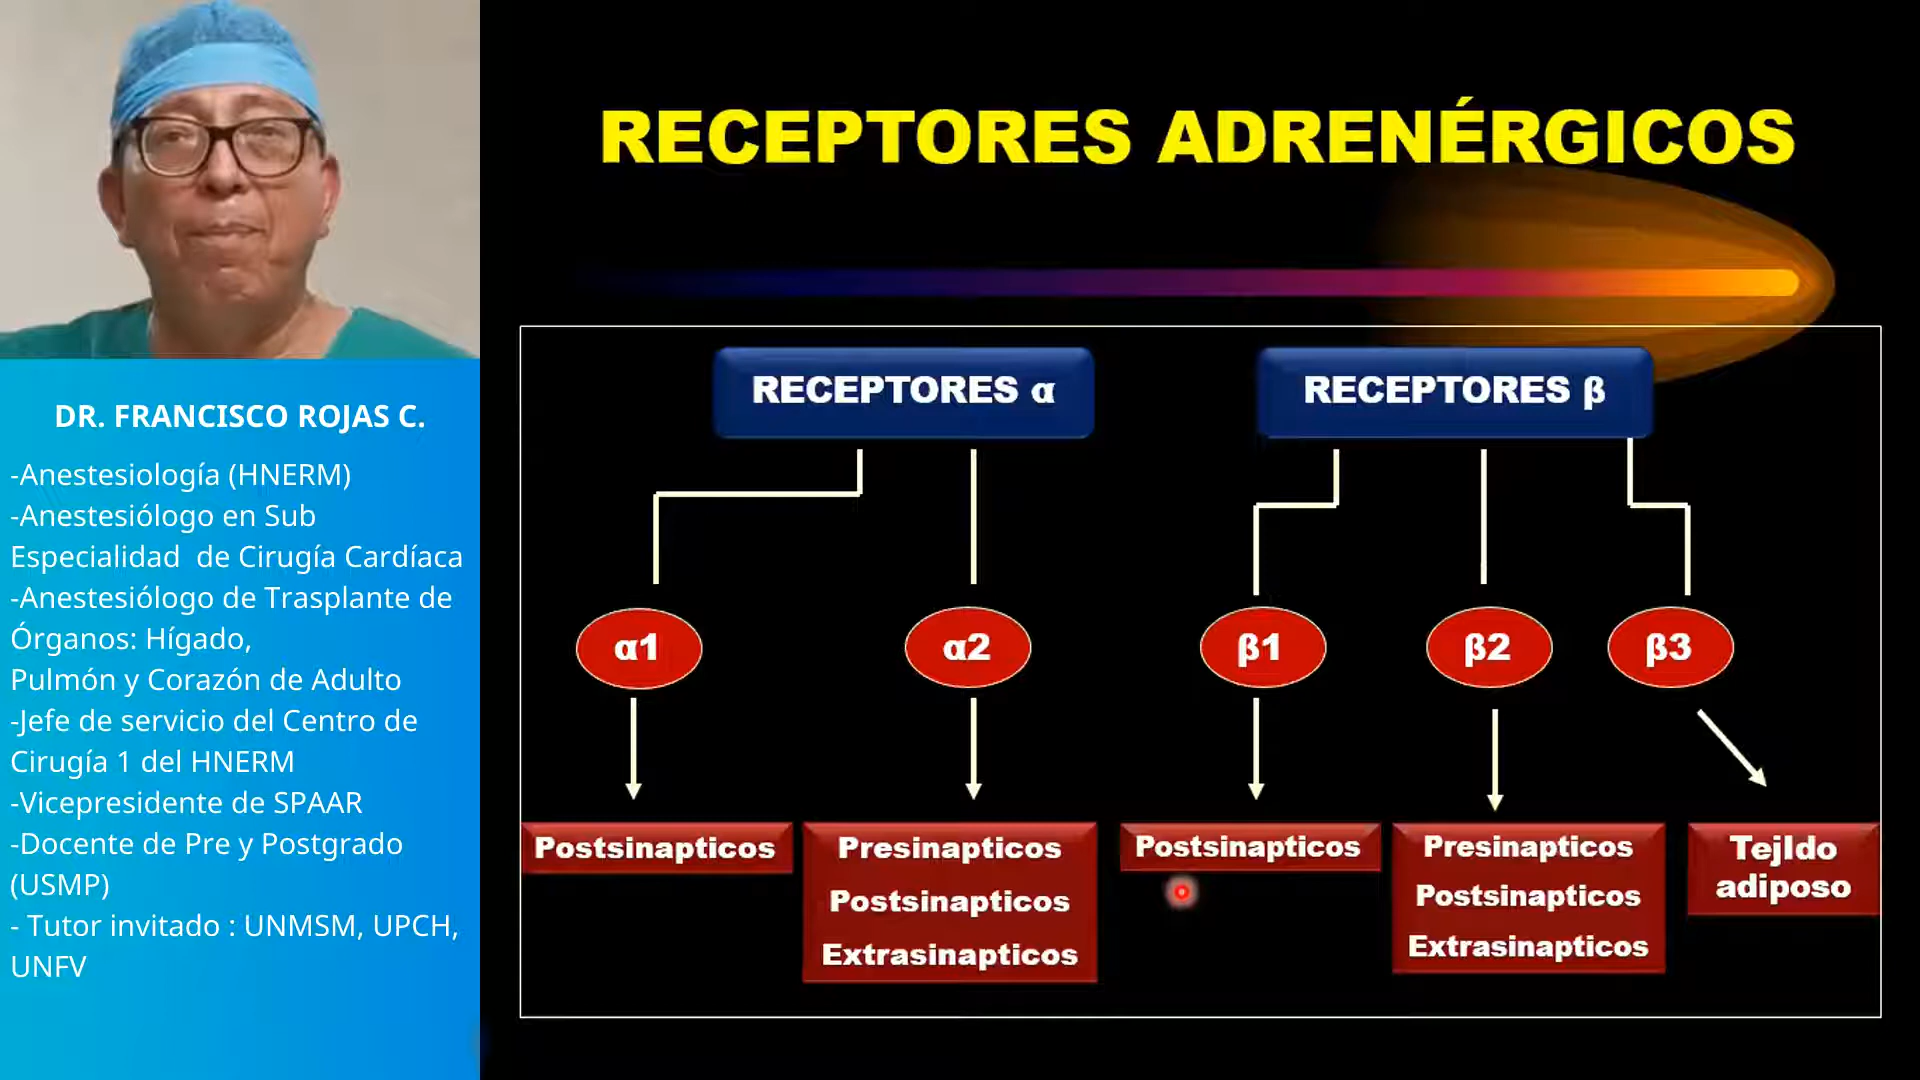 RECEPTORES ADRENÉRGICOS
DR. FRANCISCO ROJAS C.
-Anestesiología (HNERM)
-Anestesiólogo en Sub
Especialidad  de Cirugía Cardíaca
-Anestesiólogo de Trasplante de
Órganos: Hígado,
Pulmón y Corazón de Adulto
-Jefe de servicio del Centro de
Cirugía 1 del HNERM
-Vicepresidente de SPAAR
-Docente de Pre y Postgrado
(USMP)
- Tutor invitado : UNMSM, UPCH,
UNFV
RECEPTORES α
RECEPTORES β
α1
α2
β1
β2
β3
Postsinapticos
Presinapticos
Postsinapticos
Extrasinapticos
Postsinapticos
Presinapticos
Postsinapticos
Extrasinapticos
TejIdo
adiposo